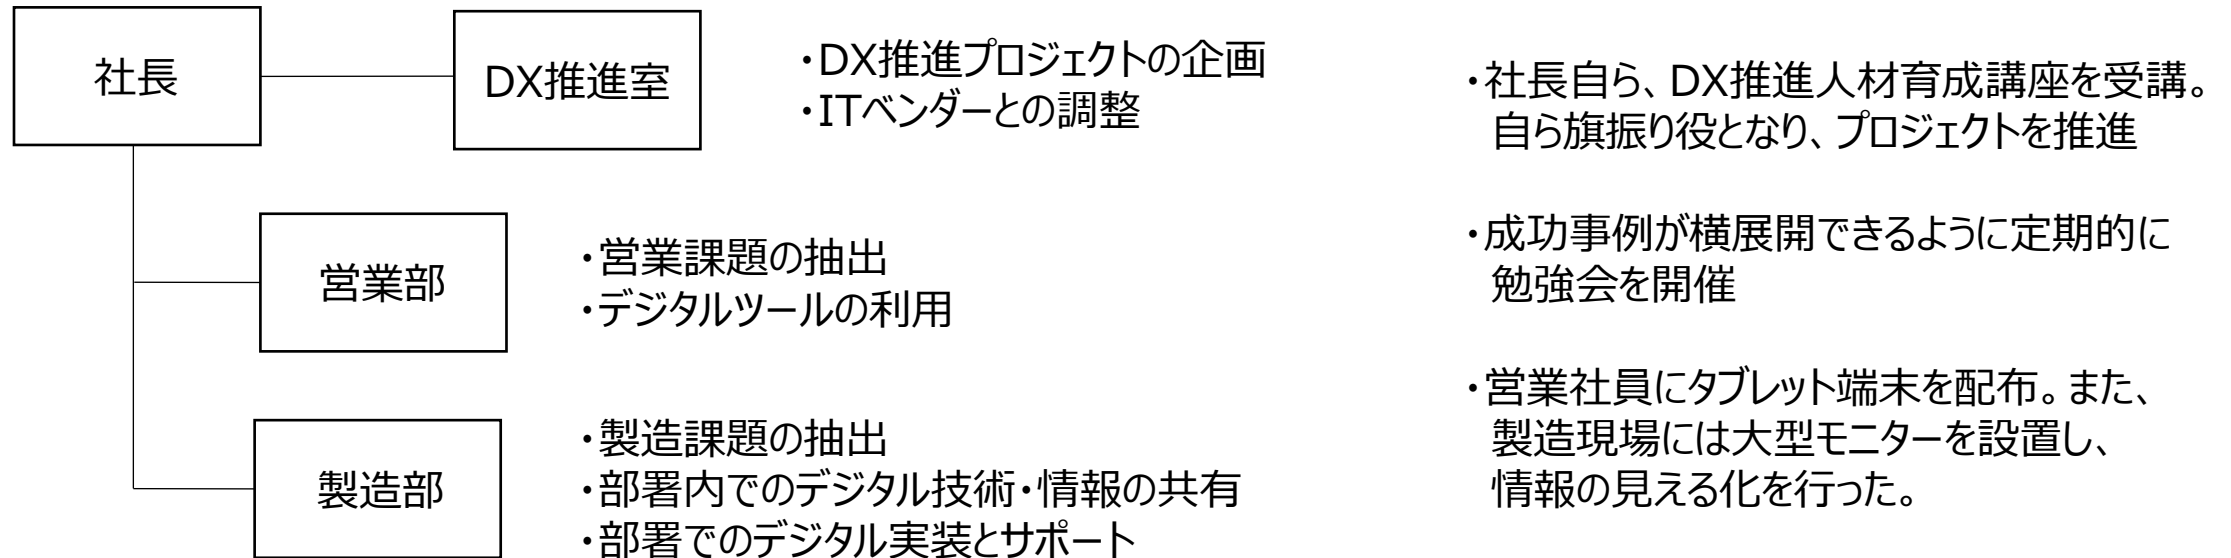 社長
DX推進室
・DX推進プロジェクトの企画
・ITベンダーとの調整
営業部
・営業課題の抽出
・デジタルツールの利用
製造部
・製造課題の抽出
・部署内でのデジタル技術・情報の共有
・部署でのデジタル実装とサポート
・社長自ら、DX推進人材育成講座を受講。
自ら旗振り役となり、プロジェクトを推進
・成功事例が横展開できるように定期的に
勉強会を開催
・営業社員にタブレット端末を配布。また、
製造現場には大型モニターを設置し、
情報の見える化を行った。